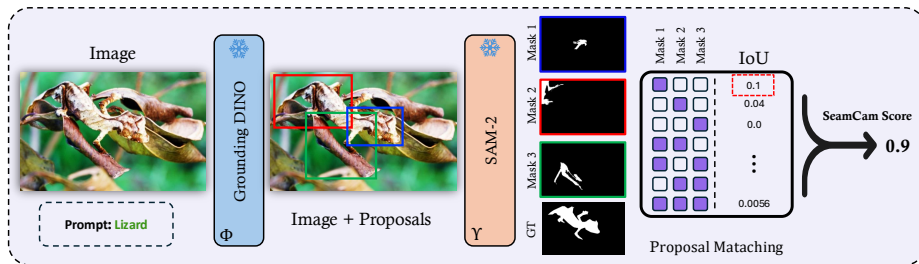 Image
Prompt: Lizard
Grounding DINO
Φ
Image + Proposals
SAM-2
ϒ
Mask 1
Mask 2
Mask 3
GT
Mask 1
Mask 2
Mask 3
IoU
0.1
0.04
0.0
0.0056
Proposal Mataching
SeamCam Score
0.9